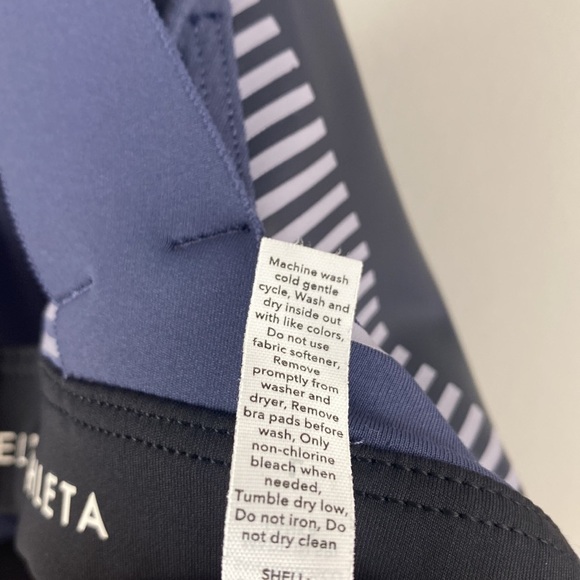 Machine wash
cold gentle
cycle, Wash and
dry inside out
with like colors,
Do not use
fabric softener,
Remove
promptly from
washer and
dryer, Remove
bra pads before
wash, Only
non-chlorine
bleach when
needed,
Tumble dry low,
Do not iron, Do
not dry clean
SHELL:
LETA